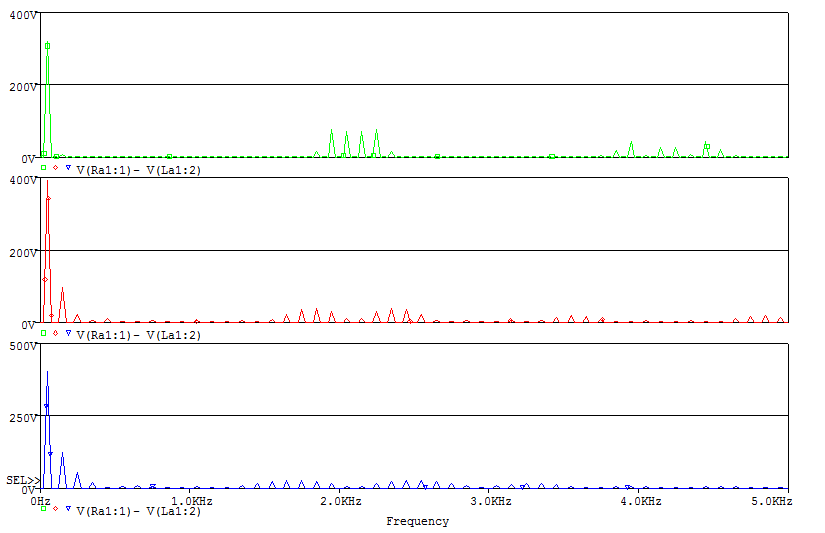 400V
200V
0V
V(Ra1:1)- V(La1:2)
400V
200V
0V
V(Ra1:1)- V(La1:2)
500V
250V
SEL>>
0V
0Hz 1.0KHz 2.0KHz 3.0KHz 4.0KHz 5.0KHz
V(Ra1:1)- V(La1:2)
Frequency